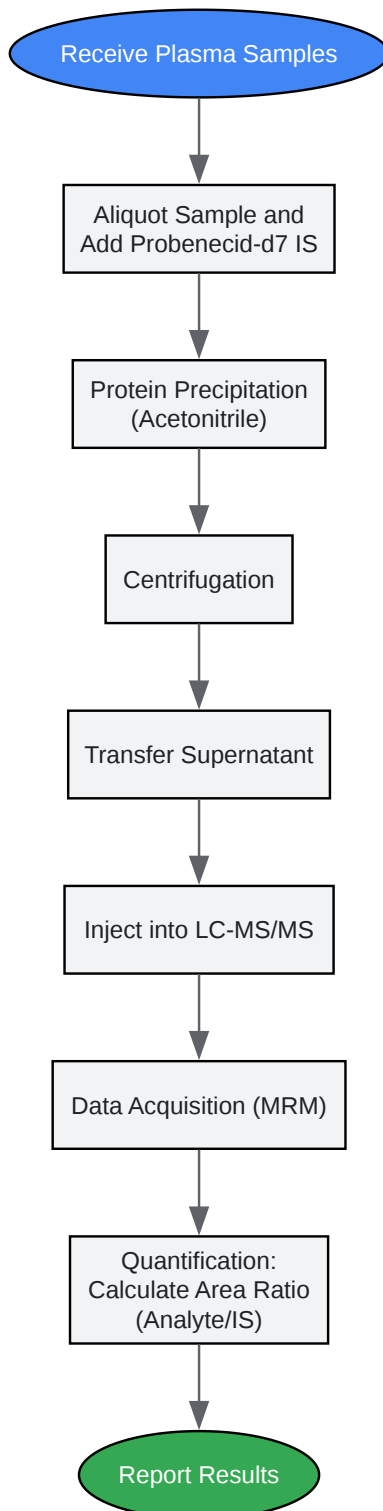 Receive Plasma Samples
Aliquot Sample and
Add Probenecid-d7 IS
Protein Precipitation
(Acetonitrile)
Centrifugation
Transfer Supernatant
Inject into LC-MS/MS
Data Acquisition (MRM)
Quantification:
Calculate Area Ratio
(Analyte/IS)
Report Results